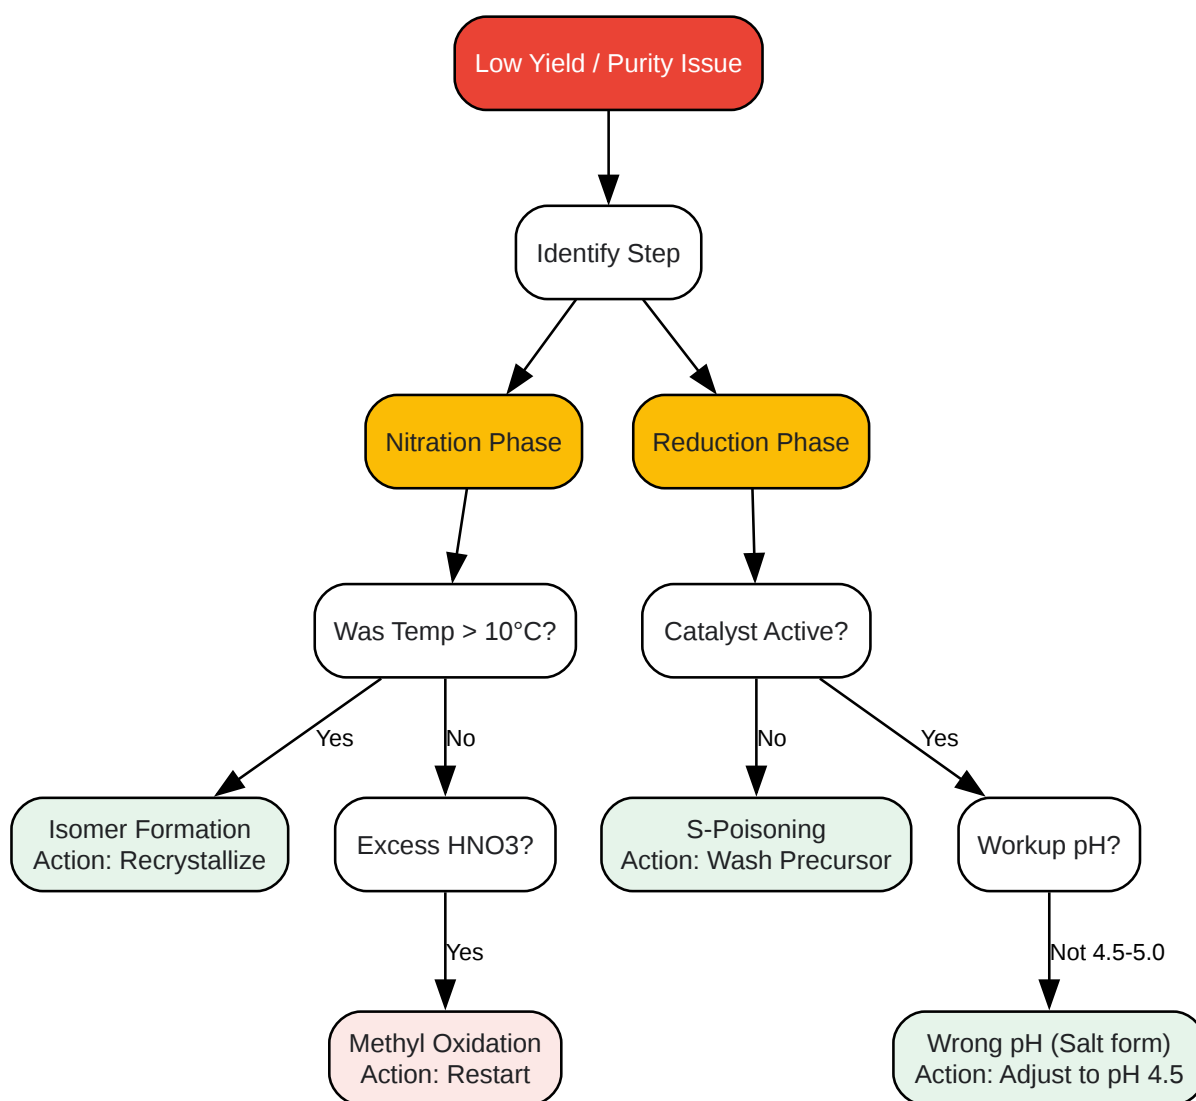 Low Yield / Purity Issue
Identify Step
Nitration Phase
Reduction Phase
Was Temp > 10°C?
Catalyst Active?
Yes
No
No
Yes
Isomer Formation
Action: Recrystallize
Excess HNO3?
S-Poisoning
Action: Wash Precursor
Workup pH?
Yes
Not 4.5-5.0
Methyl Oxidation
Action: Restart
Wrong pH (Salt form)
Action: Adjust to pH 4.5